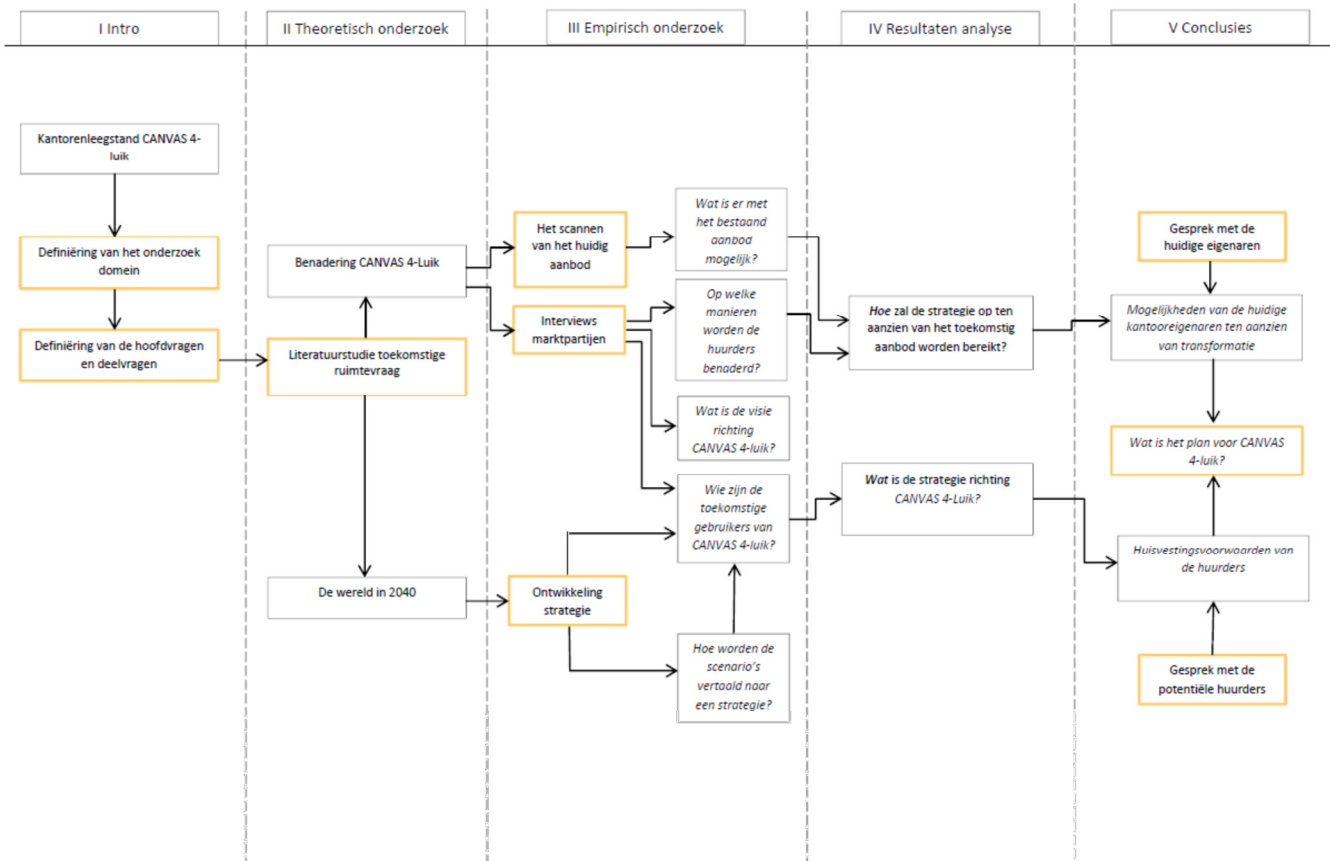 I Intro
II Theoretisch onderzoek
III Empirisch onderzoek
IV Resultaten analyse
V Conclusies
Kantorenleegstand CANVAS 4-
luik
Definiëring van het onderzoek
domein
Definiëring van de hoofdvragen
en deelvragen
Benadering CANVAS 4-Luik
Literatuurstudie toekomstige
ruimtevraag
De wereld in 2040
Het scannen
van het huidig
aanbod
Interviews
marktpartijen
Ontwikkeling
strategie
Wat is er met
het bestaand
aanbod
mogelijk?
Op welke
manieren
worden de
huurders
benaderd?
Wat is de visie
richting
CANVAS 4-luik?
Wie zijn de
toekomstige
gebruikers van
CANVAS 4-luik?
Hoe worden de
scenario's
vertaald naar
een strategie?
Hoe zal de strategie op ten
aanzien van het toekomstig
aanbod worden bereikt?
Wat is de strategie richting
CANVAS 4-Luik?
Gesprek met de
huidige eigenaren
Mogelijkheden van de huidige
kantooreigenaren ten aanzien
van transformatie
Wat is het plan voor CANVAS
4-luik?
Huisvestingsvoorwaarden van
de huurders
Gesprek met de
potentiële huurders